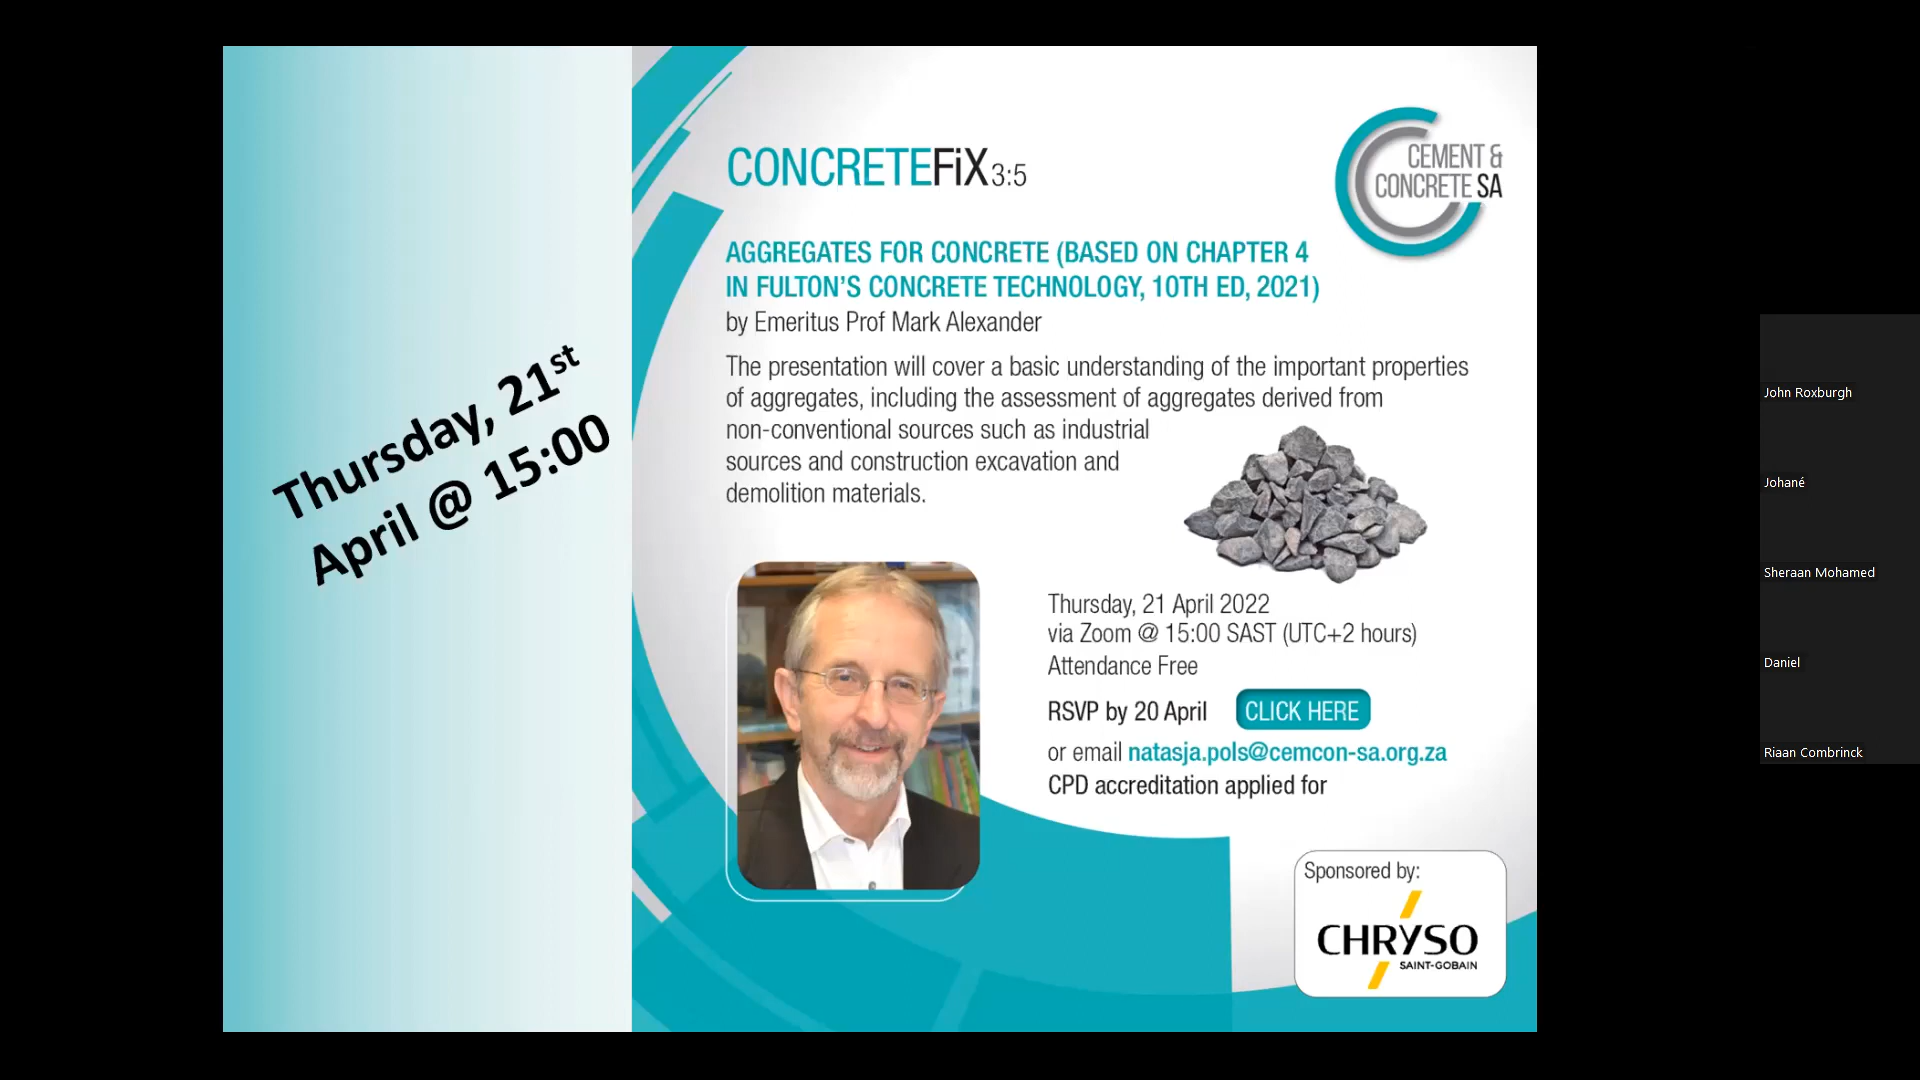 Thursday, 21st
April @ 15:00
CONCRETEFiX 3:5
CEMENT &
CONCRETE SA
AGGREGATES FOR CONCRETE (BASED ON CHAPTER 4
IN FULTON'S CONCRETE TECHNOLOGY, 10TH ED, 2021)
by Emeritus Prof Mark Alexander
The presentation will cover a basic understanding of the important properties
of aggregates, including the assessment of aggregates derived from
non-conventional sources such as industrial
sources and construction excavation and
demolition materials.
Thursday, 21 April 2022
via Zoom @ 15:00 SAST (UTC+2 hours)
Attendance Free
RSVP by 20 April CLICK HERE
or email natasja.pols@cemcon-sa.org.za
CPD accreditation applied for
Sponsored by:
CHRYSO
SAINT-GOBAIN
John Roxburgh
Johané
Sheraan Mohamed
Daniel
Riaan Combrinck